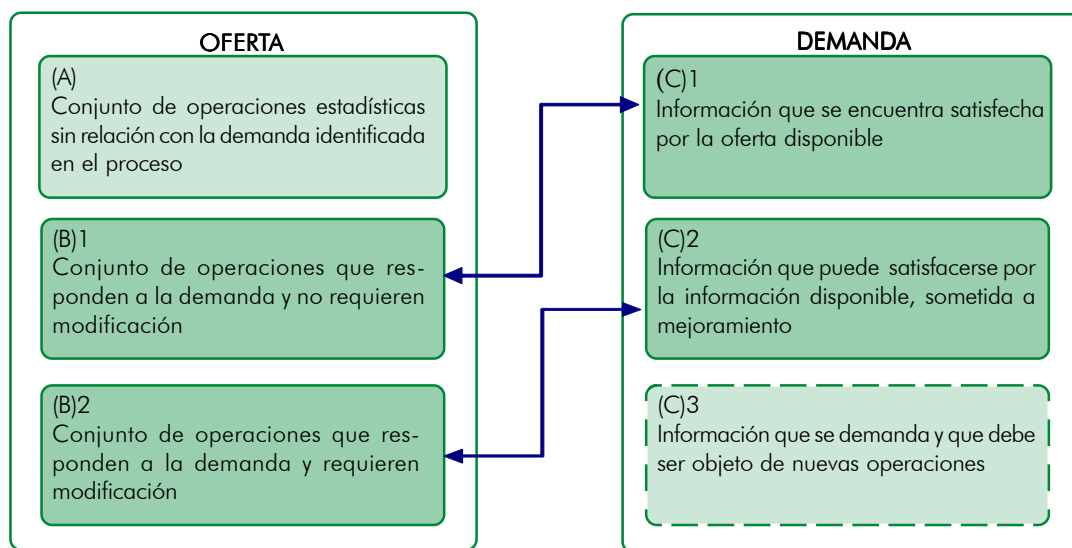 OFERTA
(A)
Conjunto de operaciones estadísticas
sin relación con la demanda identificada
en el proceso
(B)1
Conjunto de operaciones que res-
ponden a la demanda y no requieren
modificación
(B)2
Conjunto de operaciones que res-
ponden a la demanda y requieren
modificación
DEMANDA
(C)1
Información que se encuentra satisfecha
por la oferta disponible
(C)2
Información que puede satisfacerse por
la información disponible, sometida a
mejoramiento
(C)3
Información que se demanda y que debe
ser objeto de nuevas operaciones